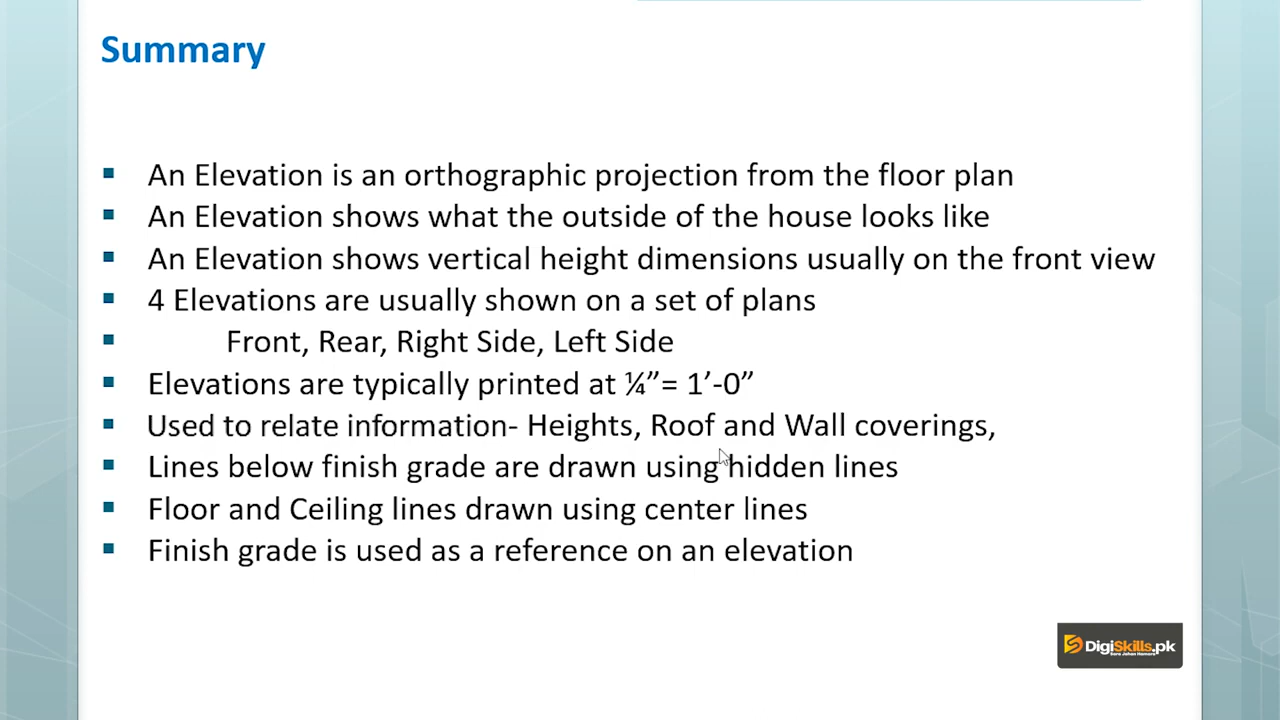 Summary
▪ An Elevation is an orthographic projection from the floor plan
▪ An Elevation shows what the outside of the house looks like
▪ An Elevation shows vertical height dimensions usually on the front view
▪ 4 Elevations are usually shown on a set of plans
▪ Front, Rear, Right Side, Left Side
▪ Elevations are typically printed at ¼”= 1’-0”
▪ Used to relate information- Heights, Roof and Wall coverings,
▪ Lines below finish grade are drawn using hidden lines
▪ Floor and Ceiling lines drawn using center lines
▪ Finish grade is used as a reference on an elevation
DigiSkills.pk